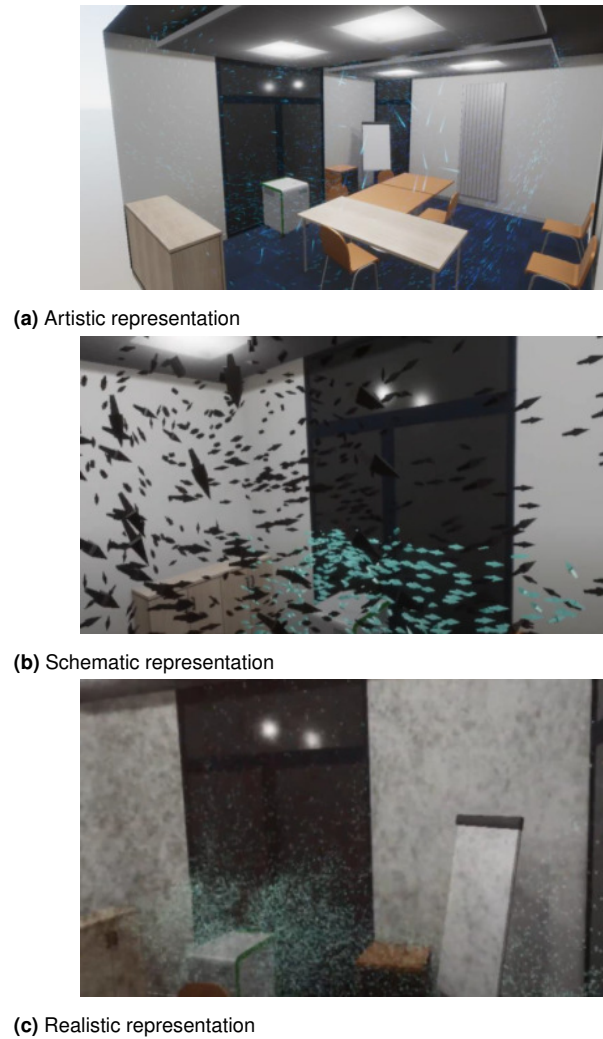 (a) Artistic representation
(b) Schematic representation
(c) Realistic representation